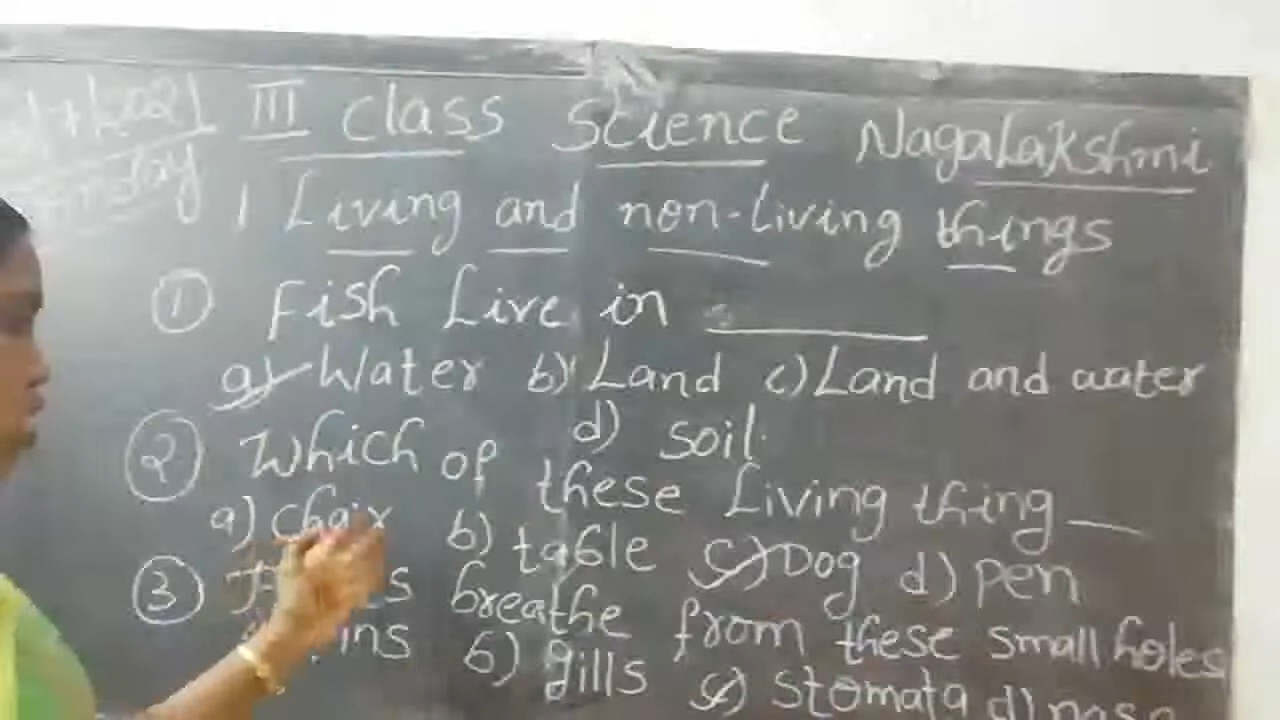 III Class Science Nagalakshmi
1 Living and non-living things
① Fish Live in ______
a) Water b) Land c) Land and water
d) soil
② Which of these living thing ___
a) chair b) table c) Dog d) pen
③ breathe from these small holes
b) gills c) stomata d)